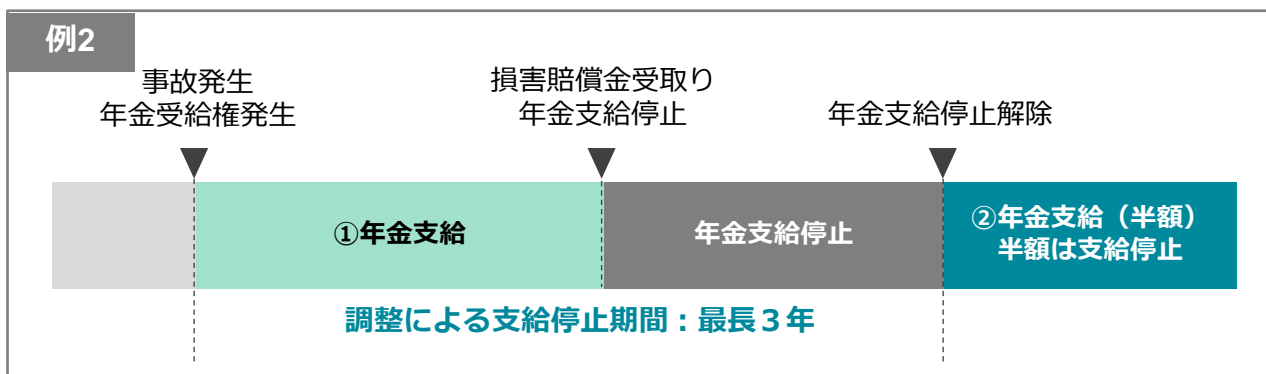 例2
事故発生
年金受給権発生
損害賠償金受取り
年金支給停止
年金支給停止解除
①年金支給
年金支給停止
②年金支給（半額）
半額は支給停止
調整による支給停止期間：最長３年